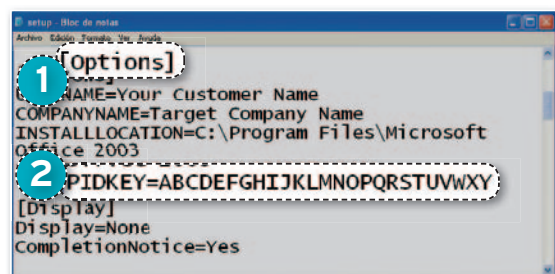 setup - Bloc de notas
Archivo Edición Formato Ver Ayuda
[Options]
1
NAME=Your Customer Name
COMPANYNAME=Target Company Name
INSTALLLOCATION=C:\Program Files\Microsoft
Office 2003
2
PIDKEY=ABCDEFGHIJKLMNOPQRSTUVWXY
[Display]
Display=None
CompletionNotice=Yes